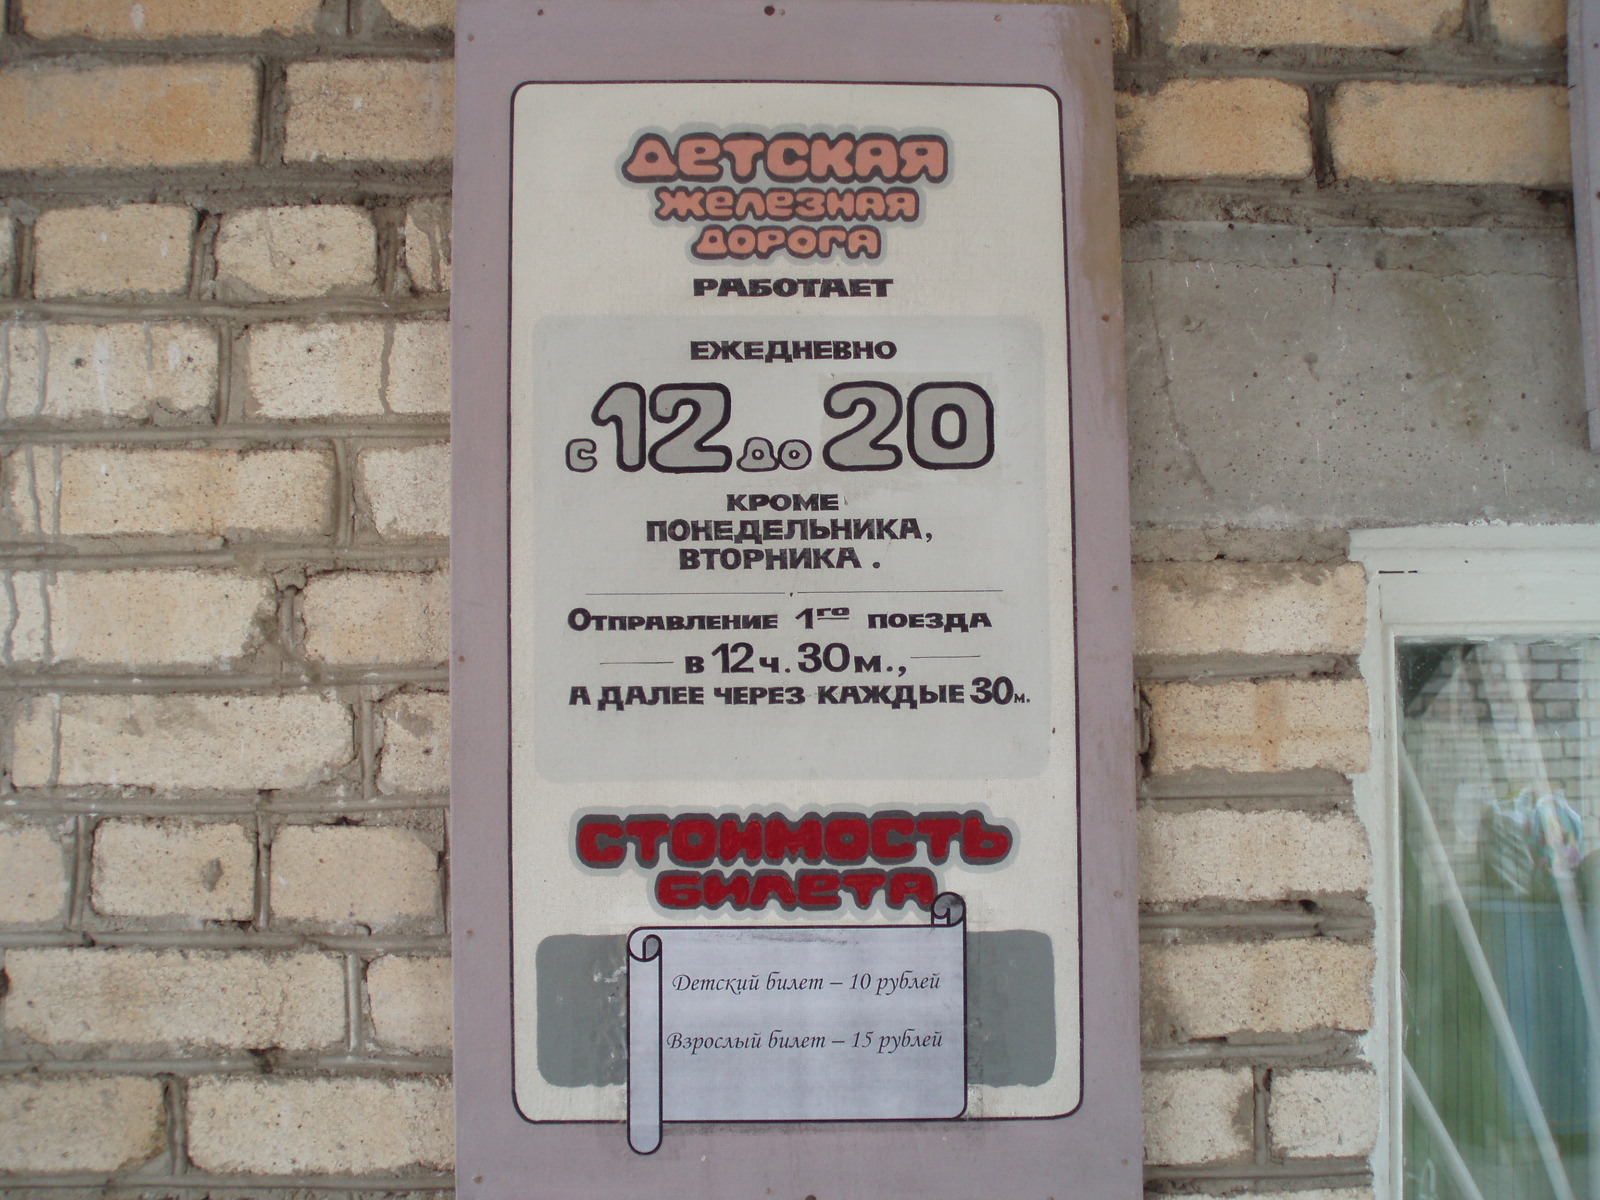 ДЕТСКАЯ
ЖЕЛЕЗНАЯ
ДОРОГА
РАБОТАЕТ
ЕЖЕДНЕВНО
с 12 до 20
КРОМЕ
ПОНЕДЕЛЬНИКА,
ВТОРНИКА .
Отправление 1го поезда
в 12 ч. 30 м.,
А ДАЛЕЕ ЧЕРЕЗ КАЖДЫЕ 30 м.
СТОИМОСТЬ
БИЛЕТА
Детский билет – 10 рублей
Взрослый билет – 15 рублей